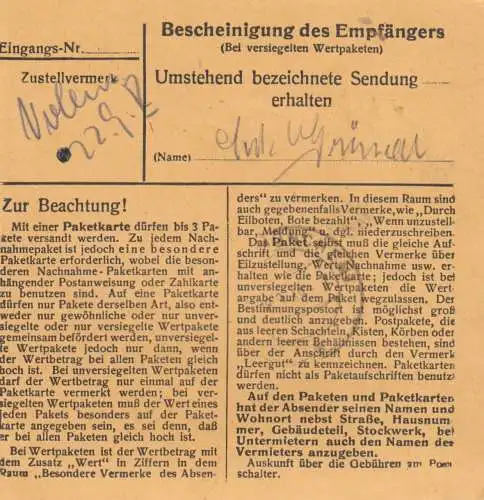 Bescheinigung des Empfängers
(Bei versiegelten Wertpaketen)
Eingangs-Nr.
Zustellvermerk
Umstehend bezeichnete Sendung
erhalten
22.9.
(Name)
Zur Beachtung!
Mit einer Paketkarte dürfen bis 3 Pa-
kete versandt werden. Zu jedem Nach-
nahmepaket ist jedoch eine besondere
Paketkarte erforderlich, wobei die beson-
deren Nachnahme-Paketkarten mit an-
hängender Postanweisung oder Zahlkarte
zu benutzen sind. Auf eine Paketkarte
dürfen nur Pakete derselben Art, also ent-
weder nur gewöhnliche oder nur unver-
siegelte oder nur versiegelte Wertpakete
gemeinsam befördert werden, unversiegel-
te Wertpakete jedoch nur dann, wenn
der Wertbetrag bei allen Paketen gleich
hoch ist. Bei unversiegelten Wertpaketen
darf der Wertbetrag nur einmal auf der
Paketkarte vermerkt werden; bei ver-
siegelten Wertpaketen muß der Wert eines
jeden Pakets besonders auf der Paket-
karte angegeben sein, es sei denn, daß
er bei allen Paketen gleich hoch ist.
Bei Wertpaketen ist der Wertbetrag mit
dem Zusatz „Wert" in Ziffern in dem
Raum „Besondere Vermerke des Absen-
ders" zu vermerken. In diesem Raum sind
auch gegebenenfalls Vermerke, wie „Durch
Eilboten, Bote bezahlt", „Wenn unzustell-
bar, Meldung" u. dgl. niederzuschreiben.
Das Paket selbst muß die gleiche Auf-
schrift und die gleichen Vermerke über
Eilzustellung, Wert, Nachnahme usw. er-
halten wie die Paketkarte; jedoch ist bei
unversiegelten Wertpaketen die Wert-
angabe auf dem Paket wegzulassen. Der
Bestimmungspostort ist möglichst groß
und deutlich anzugeben. Postpakete, die
aus leeren Schachteln, Kisten, Körben oder
anderen leeren Behältnissen bestehen, sind
über der Anschrift durch den Vermerk
„Leergut" zu kennzeichnen. Paketkarten
dürfen nicht als Paketaufschriften benutzt
werden.
Auf den Paketen und Paketkarten
hat der Absender seinen Namen und
Wohnort nebst Straße, Hausnum-
mer, Gebäudeteil, Stockwerk, bei
Untermietern auch den Namen des
Vermieters anzugeben.
Auskunft über die Gebühren am Post-
schalter.